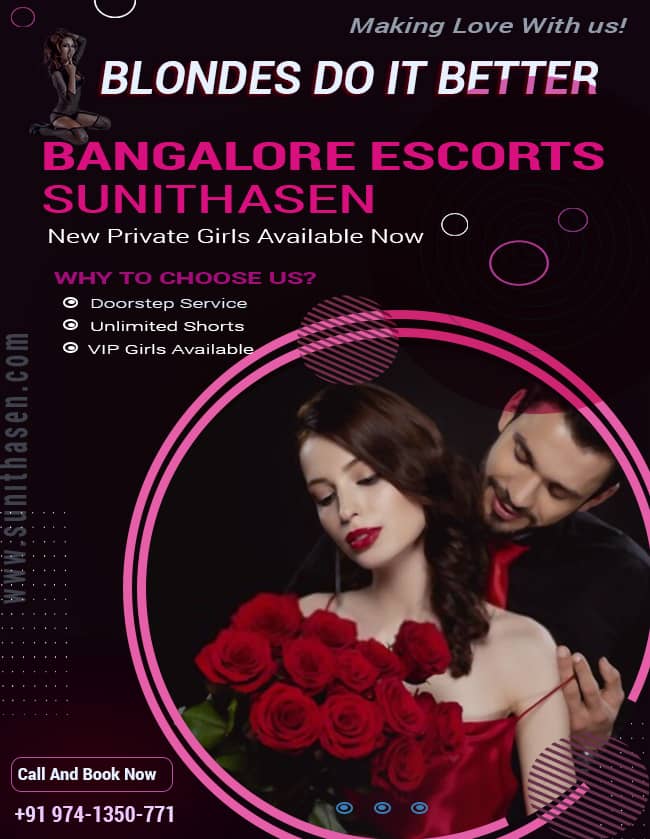 Making Love With us!
BLONDES DO IT BETTER
BANGALORE ESCORTS
SUNITHASEN
New Private Girls Available Now
WHY TO CHOOSE US?
Doorstep Service
Unlimited Shorts
VIP Girls Available
www.sunithasen.com
Call And Book Now
+91 974-1350-771